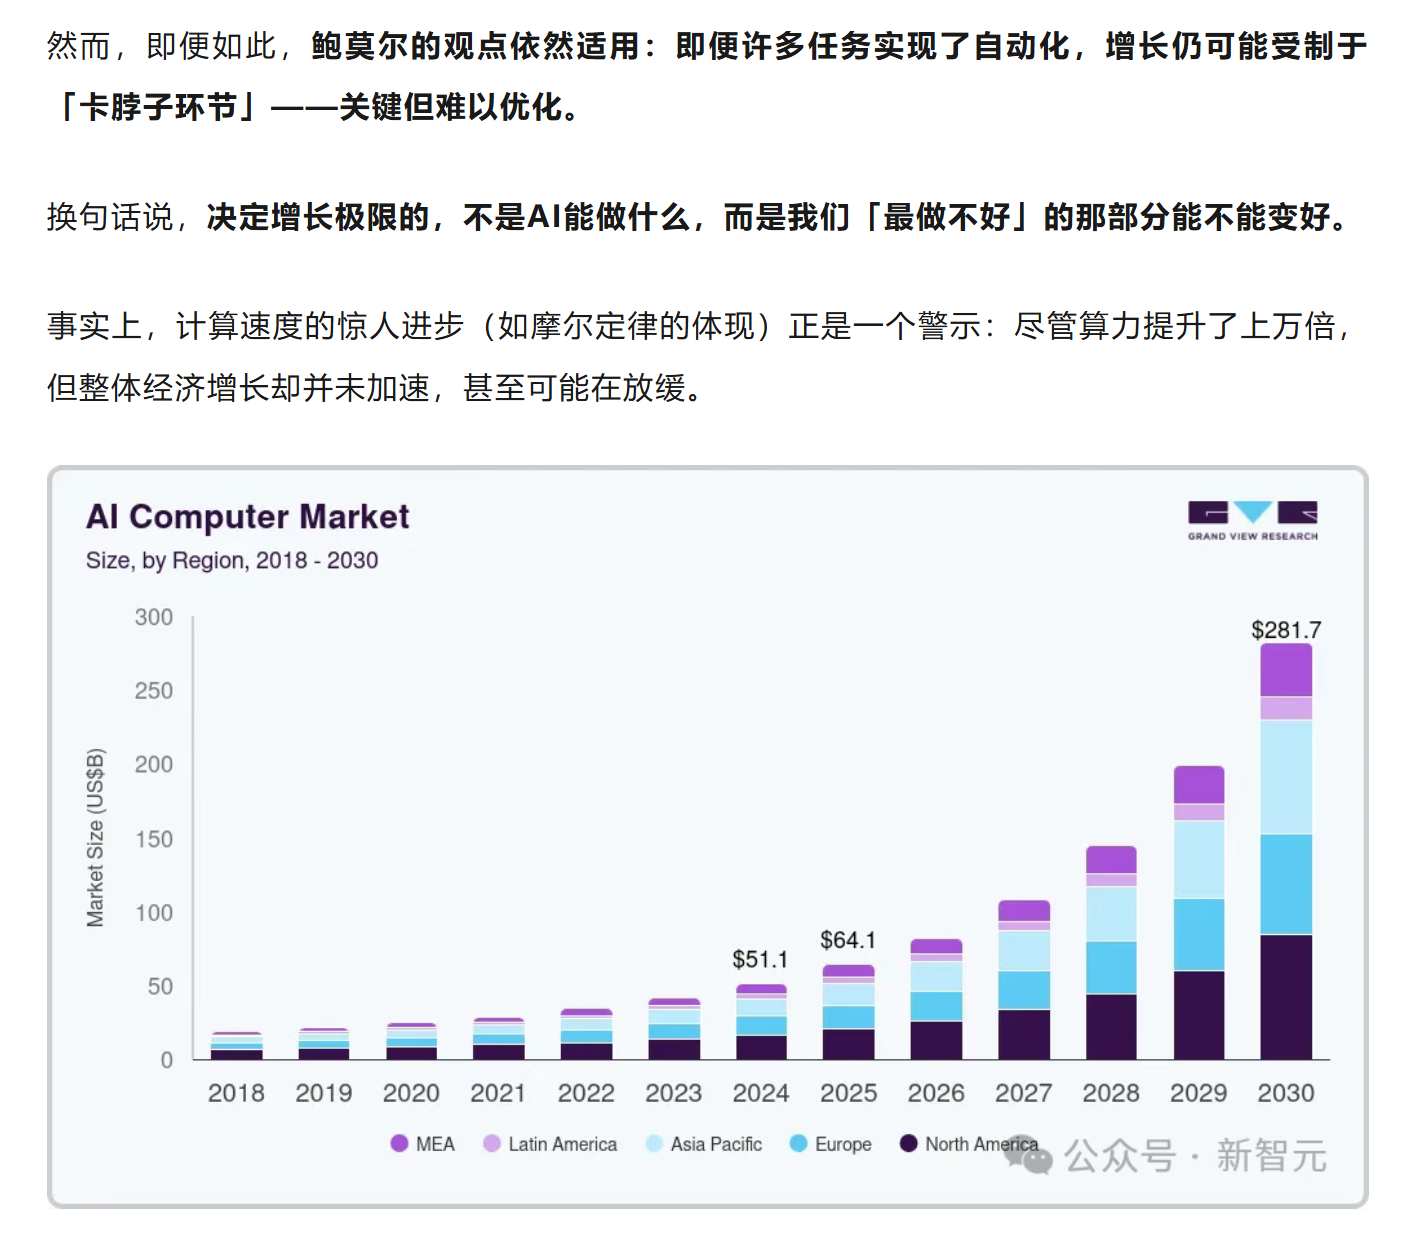 然而，即便如此，鲍莫尔的观点依然适用：即便许多任务实现了自动化，增长仍可能受制于
「卡脖子环节」——关键但难以优化。
换句话说，决定增长极限的，不是AI能做什么，而是我们「最做不好」的那部分能不能变好。
事实上，计算速度的惊人进步（如摩尔定律的体现）正是一个警示：尽管算力提升了上万倍，
但整体经济增长却并未加速，甚至可能在放缓。
AI Computer Market
Size, by Region, 2018 - 2030
GRAND VIEW RESEARCH
Market Size (US$B)
300
250
200
150
100
50
0
$51.1
$64.1
$281.7
2018 2019 2020 2021 2022 2023 2024 2025 2026 2027 2028 2029 2030
MEA Latin America Asia Pacific Europe North America
公众号 · 新智元